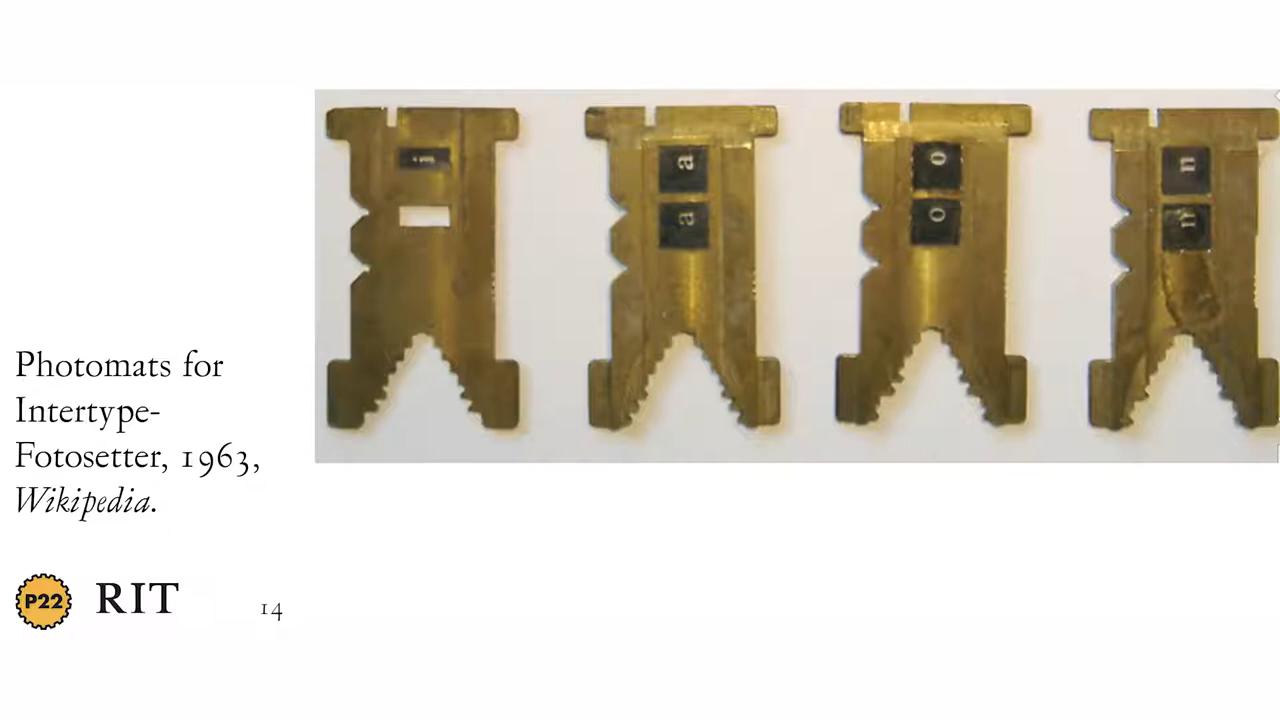 a
o
n
a
o
n
Photomats for
Intertype-
Fotosetter, 1963,
Wikipedia.
P22 RIT 14